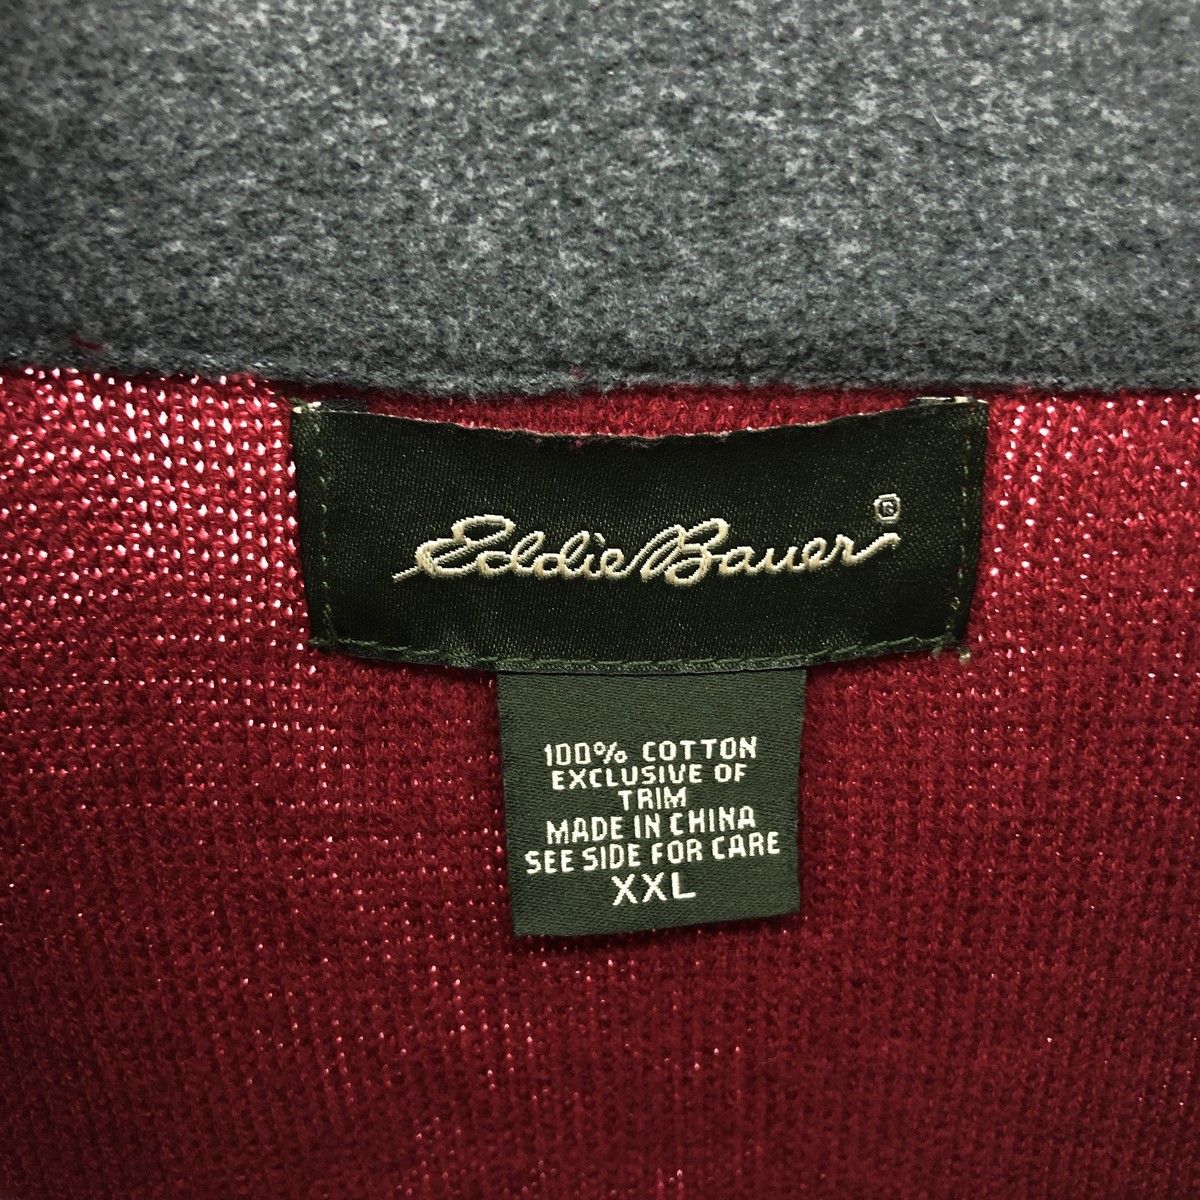 Eddie Bauer ®
100% COTTON
EXCLUSIVE OF
TRIM
MADE IN CHINA
SEE SIDE FOR CARE
XXL